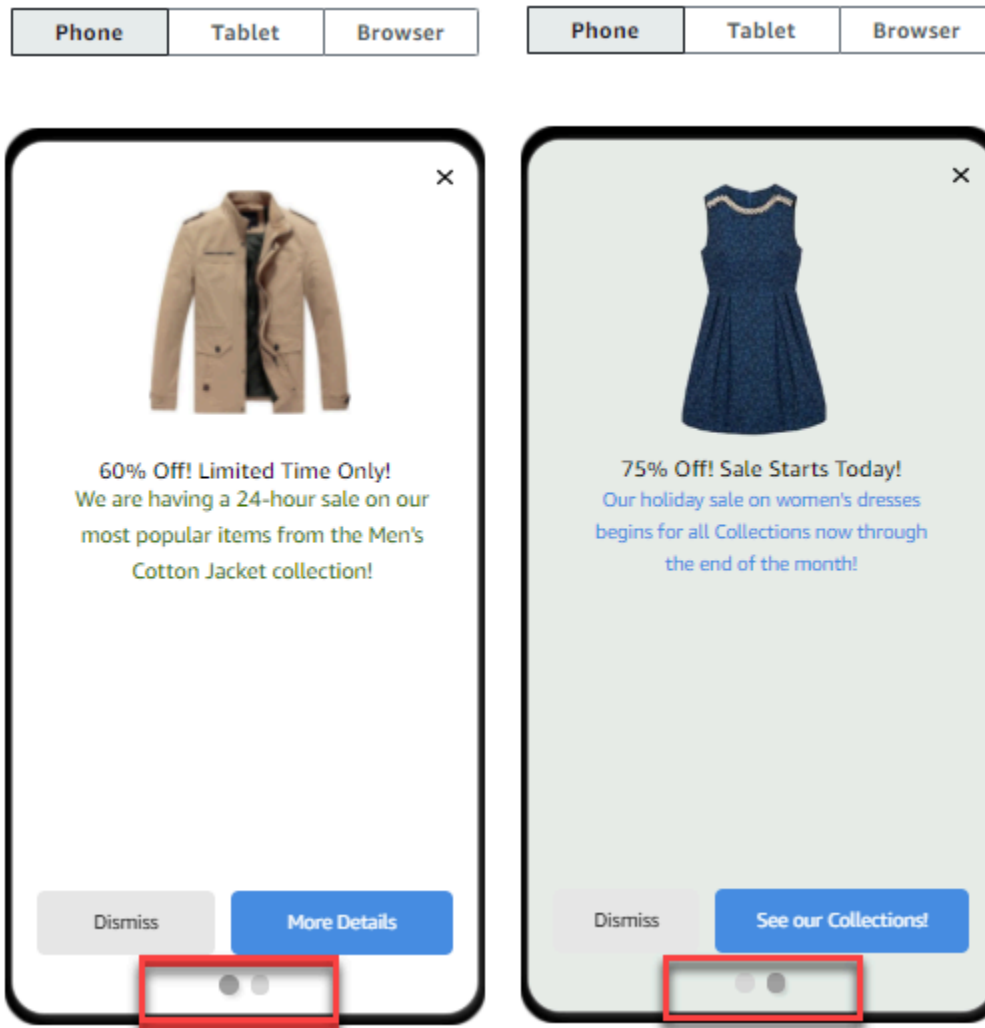 Phone Tablet Browser
Phone Tablet Browser
×
60% Off! Limited Time Only!
We are having a 24-hour sale on our
most popular items from the Men's
Cotton Jacket collection!
Dismiss More Details
×
75% Off! Sale Starts Today!
Our holiday sale on women's dresses
begins for all Collections now through
the end of the month!
Dismiss See our Collections!